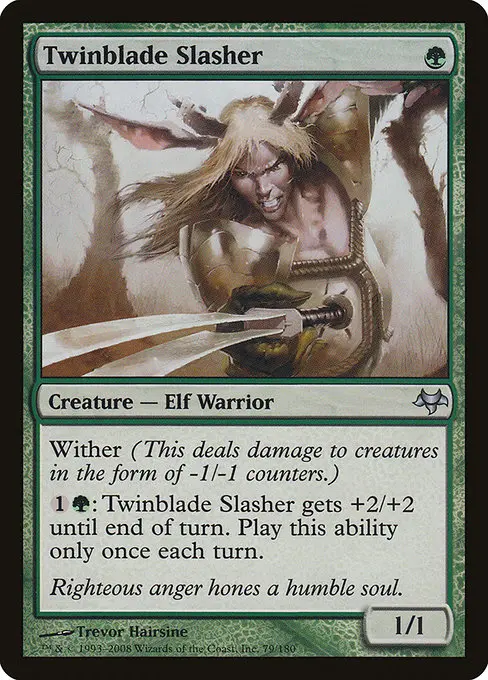 Twinblade Slasher
Creature — Elf Warrior
Wither (This deals damage to creatures
in the form of -1/-1 counters.)
1 : Twinblade Slasher gets +2/+2
until end of turn. Play this ability
only once each turn.
Righteous anger hones a humble soul.
Trevor Hairsine
1/1
™ & © 1993–2008 Wizards of the Coast, Inc. 79/180